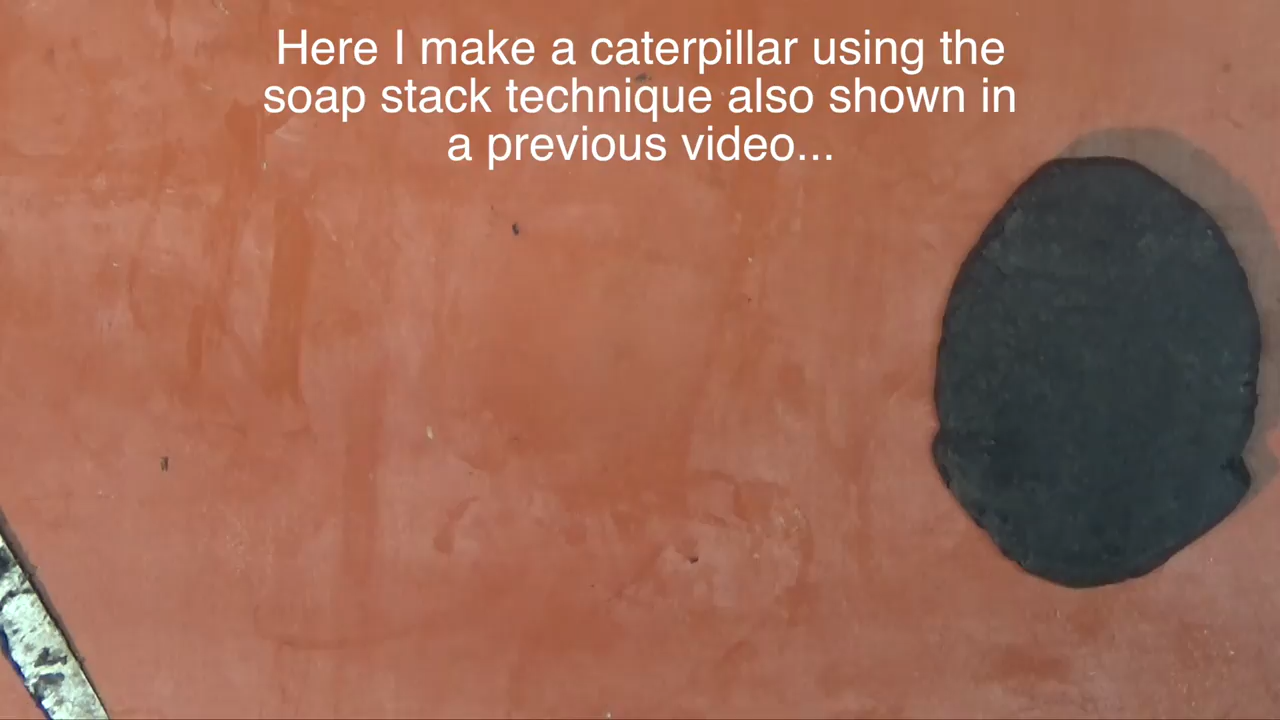 Here I make a caterpillar using the
soap stack technique also shown in
a previous video...